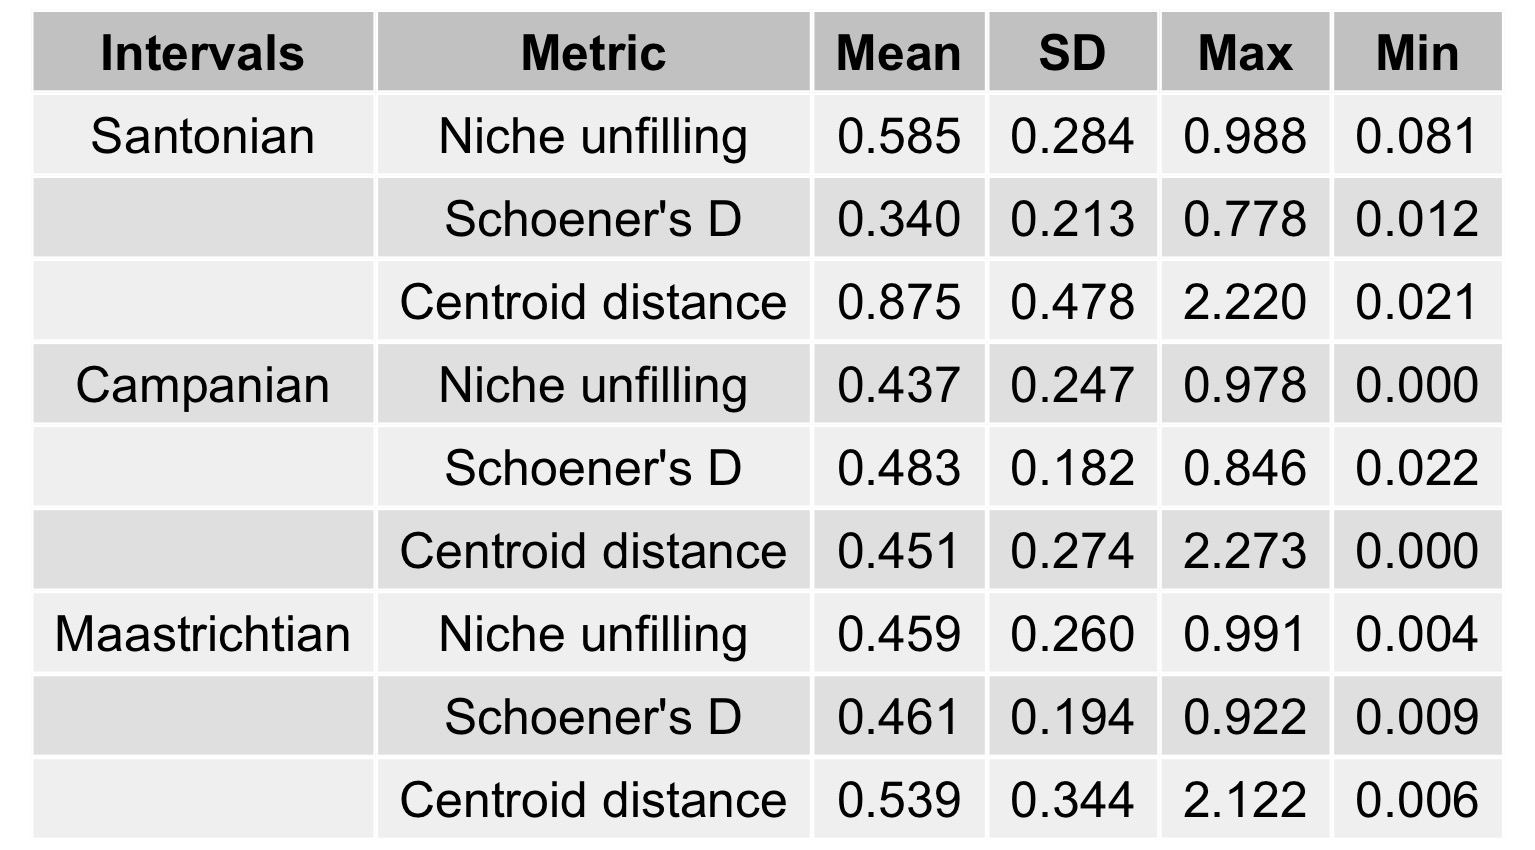 Intervals Metric Mean SD Max Min
Santonian Niche unfilling 0.585 0.284 0.988 0.081
Schoener's D 0.340 0.213 0.778 0.012
Centroid distance 0.875 0.478 2.220 0.021
Campanian Niche unfilling 0.437 0.247 0.978 0.000
Schoener's D 0.483 0.182 0.846 0.022
Centroid distance 0.451 0.274 2.273 0.000
Maastrichtian Niche unfilling 0.459 0.260 0.991 0.004
Schoener's D 0.461 0.194 0.922 0.009
Centroid distance 0.539 0.344 2.122 0.006